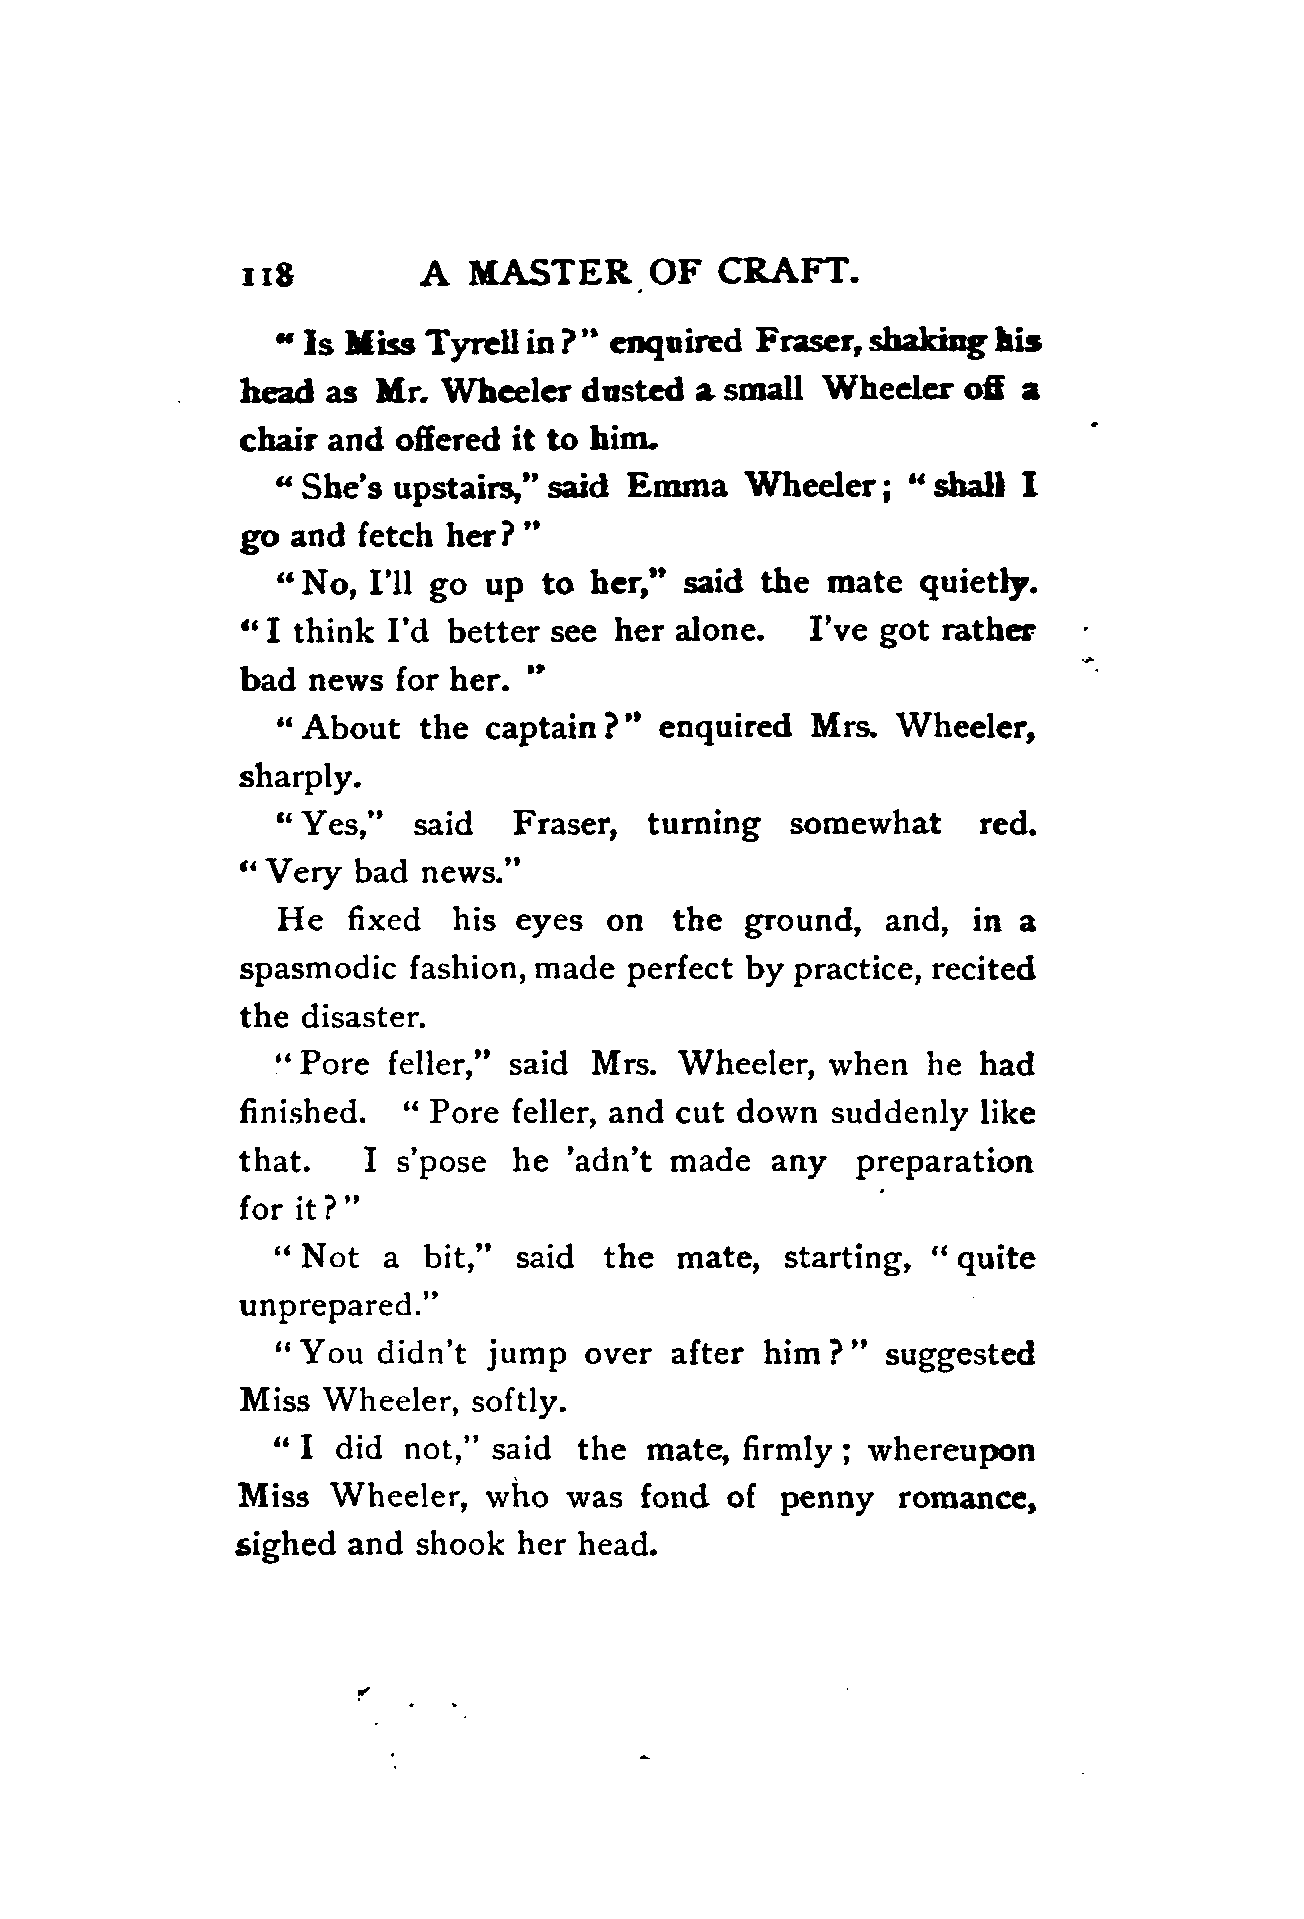 118 A MASTER OF CRAFT.
"Is Miss Tyrell in?" enquired Fraser, shaking his
head as Mr. Wheeler dusted a small Wheeler off a
chair and offered it to him.
"She's upstairs," said Emma Wheeler; "shall I
go and fetch her?"
"No, I'll go up to her," said the mate quietly.
"I think I'd better see her alone. I've got rather
bad news for her."
"About the captain?" enquired Mrs. Wheeler,
sharply.
"Yes," said Fraser, turning somewhat red.
"Very bad news."
He fixed his eyes on the ground, and, in a
spasmodic fashion, made perfect by practice, recited
the disaster.
"Pore feller," said Mrs. Wheeler, when he had
finished. "Pore feller, and cut down suddenly like
that. I s'pose he 'adn't made any preparation
for it?"
"Not a bit," said the mate, starting, "quite
unprepared."
"You didn't jump over after him?" suggested
Miss Wheeler, softly.
"I did not," said the mate, firmly; whereupon
Miss Wheeler, who was fond of penny romance,
sighed and shook her head.